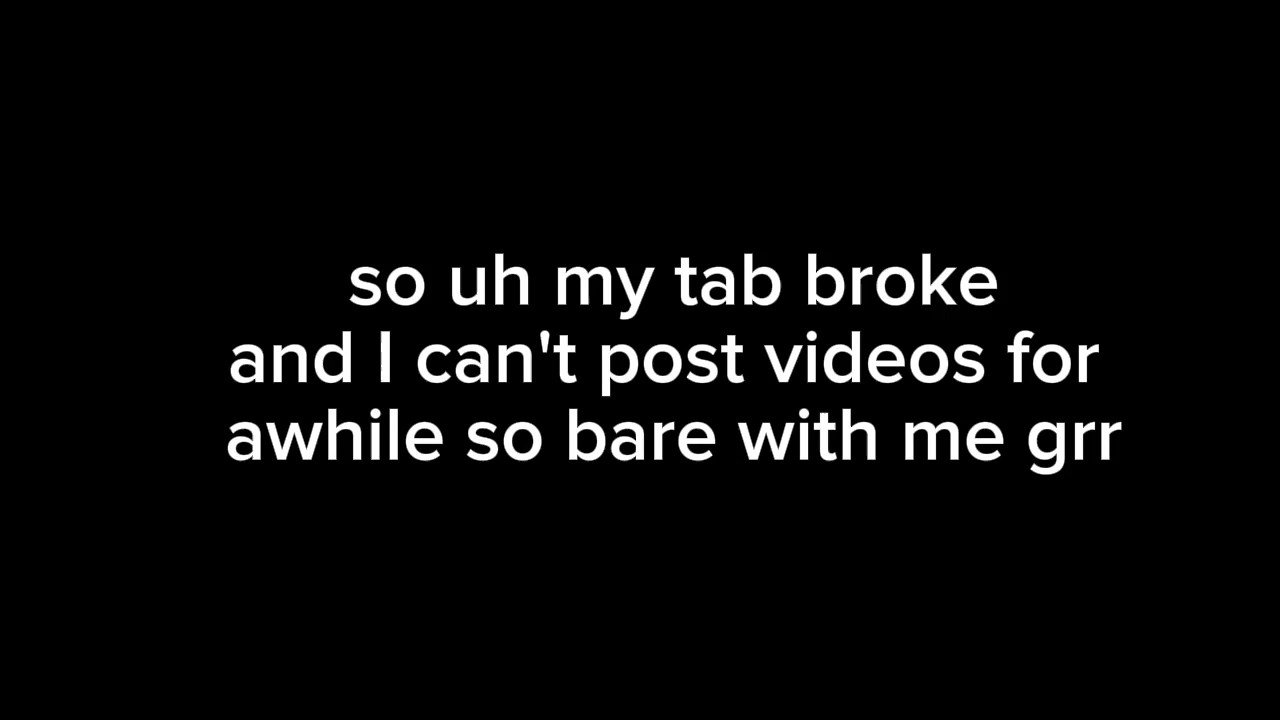 so uh my tab broke
and I can't post videos for
awhile so bare with me grr